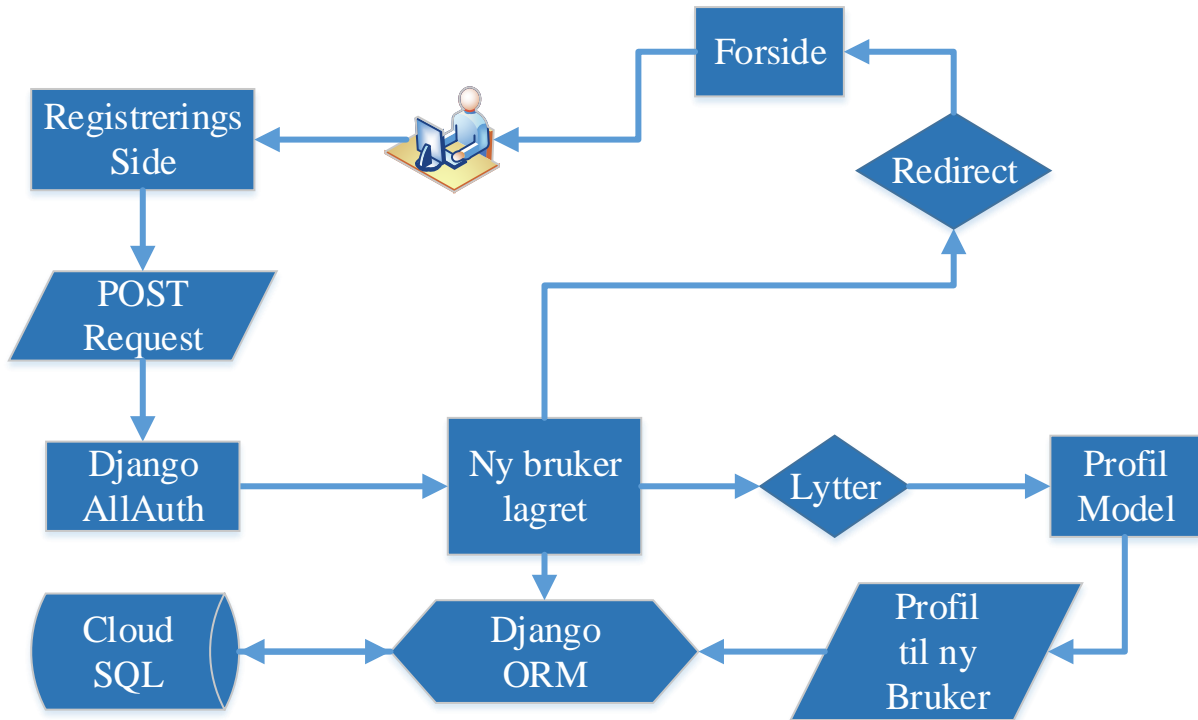 Forside
Registrerings
Side
Redirect
POST
Request
Django
AllAuth
Ny bruker
lagret
Lytter
Profil
Model
Cloud
SQL
Django
ORM
Profil
til ny
Bruker